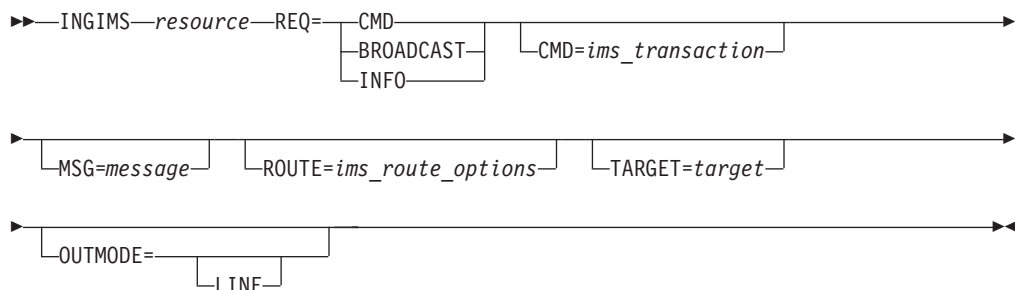 INGIMS resource REQ= CMD
BROADCAST
INFO
CMD=ims_transaction
MSG=message ROUTE=ims_route_options TARGET=target
OUTMODE=
LINE